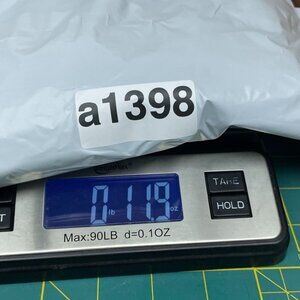 a1398
0 lb 11.9 oz
TARE
HOLD
Max:90LB d=0.1OZ